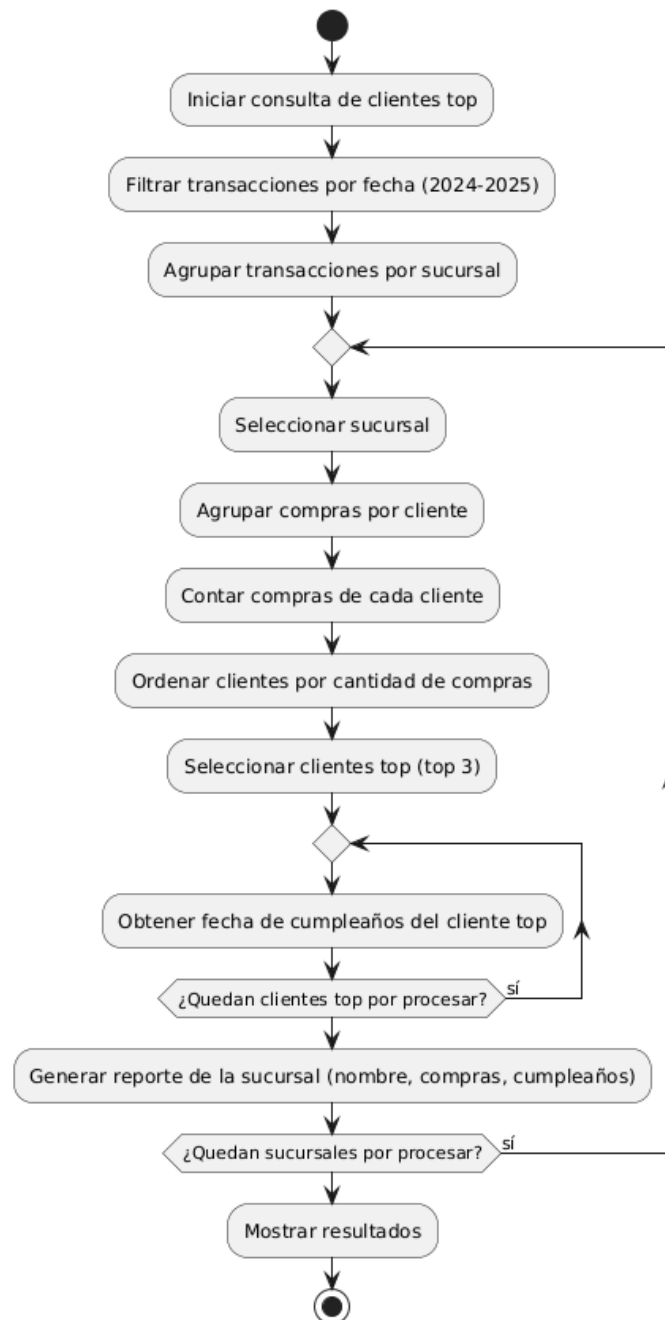 Iniciar consulta de clientes top
Filtrar transacciones por fecha (2024-2025)
Agrupar transacciones por sucursal
Seleccionar sucursal
Agrupar compras por cliente
Contar compras de cada cliente
Ordenar clientes por cantidad de compras
Seleccionar clientes top (top 3)
Obtener fecha de cumpleaños del cliente top
¿Quedan clientes top por procesar?
sí
Generar reporte de la sucursal (nombre, compras, cumpleaños)
¿Quedan sucursales por procesar?
sí
Mostrar resultados